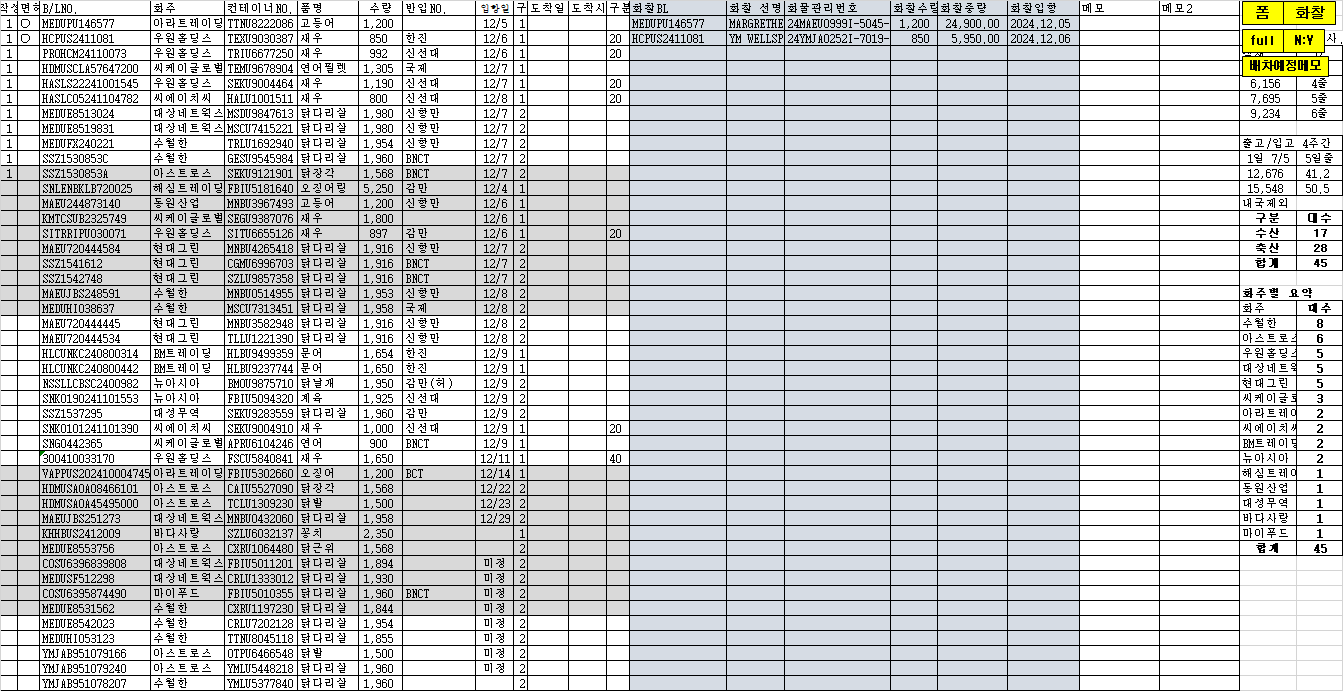 작성 면허 B/LNO. 화주 컨테이너NO. 품명 수량 반입NO. 입항일 구 도착일 도착시 구분 화찰BL 화찰 선명 화물관리번호 화찰수량 화찰중량 화찰입항 메모 메모2 폼 화찰
1 O MEDUPU146577 아라트레이딩 TTNU8222086 고등어 1,200 12/5 1 MEDUPU146577 MARGRETHE 24MAEU0999I-5045- 1,200 24,900.00 2024.12.05
1 O HCPUS2411081 우원홀딩스 TEXU9030387 새우 850 한진 12/6 1 20 HCPUS2411081 YM WELLSP 24YMJA0252I-7019- 850 5,950.00 2024.12.06 full N:Y 사.
1 PROHCM24110073 우원홀딩스 TRIU6677250 새우 992 신선대 12/6 1 20
1 HDMUSCLA57647200 씨케이글로벌 TEMU9678904 연어필렛 1,305 국제 12/7 1 배차예정메모
1 HASLS22241001545 우원홀딩스 SEKU9004464 새우 1,190 신선대 12/7 1 20 6,156 4줄
1 HASLC05241104782 씨에이치씨 HALU1001511 새우 800 신선대 12/8 1 20 7,695 5줄
1 MEDUE8513024 대상네트웍스 MSDU9847613 닭다리살 1,980 신항만 12/7 2 9,234 6줄
1 MEDUE8519831 대상네트웍스 MSCU7415221 닭다리살 1,980 신항만 12/7 2
1 MEDUFX240221 수월한 TRLU1692940 닭다리살 1,954 신항만 12/7 2 출고/입고 4주간
1 SSZ1530853C 수월한 GESU9545984 닭다리살 1,960 BNCT 12/7 2 1일 7/5 5일줄
1 SSZ1530853A 아스트로스 SEKU9121901 닭장각 1,568 BNCT 12/7 2 12,676 41.2
SNLENBKLB720025 해실트레이딩 FBIU5181640 오징어링 5,250 감만 12/4 1 15,548 50.5
MAEU244873140 동원산업 MNBU3967493 고등어 1,200 신항만 12/6 1 내국제외
KMTCSUB2325749 씨케이글로벌 SEGU9387076 새우 1,800 12/6 1 구분 대수
SITRRIPU030071 우원홀딩스 SITU6655126 새우 897 감만 12/6 1 20 수산 17
MAEU720444584 현대그린 MNBU4265418 닭다리살 1,916 신항만 12/7 2 축산 28
SSZ1541612 현대그린 CGMU6996703 닭다리살 1,916 BNCT 12/7 2 합계 45
SSZ1542748 현대그린 SZLU9857358 닭다리살 1,916 BNCT 12/7 2
MAEUJBS248591 수월한 MNBU0514955 닭다리살 1,953 신항만 12/8 2 화주별 요약
MEDUHI038637 수월한 MSCU7313451 닭다리살 1,958 국제 12/8 2 화주 대수
MAEU720444445 현대그린 MNBU3582948 닭다리살 1,916 신항만 12/8 2 수월한 8
MAEU720444534 현대그린 TLLU1221390 닭다리살 1,916 신항만 12/8 2 아스트로스 6
HLCUNKC240800314 BM트레이딩 HLBU9499359 문어 1,654 한진 12/9 1 우원홀딩스 5
HLCUNKC240800442 BM트레이딩 HLBU9237744 문어 1,650 한진 12/9 1 대상네트웍 5
NSSLLCBSC2400982 뉴아시아 BMOU9875710 닭날개 1,950 감만(허) 12/9 2 현대그린 5
SNKO190241101553 뉴아시아 FBIU5094320 계육 1,925 신선대 12/9 2 씨케이글로 3
SSZ1537295 대성무역 SEKU9283559 닭다리살 1,960 감만 12/9 2 아라트레이 2
SNKO101241101390 씨에이치씨 SEKU9004910 새우 1,000 신선대 12/9 1 20 씨에이치씨 2
SNG0442365 씨케이글로벌 APRU6104246 연어 900 BNCT 12/9 1 BM트레이딩 2
300410033170 우원홀딩스 FSCU5840841 새우 1,650 12/11 1 40 뉴아시아 2
VAPPUS202410004745 아라트레이딩 FBIU5302660 오징어 1,200 BCT 12/14 1 해실트레이 1
HDMUSAOA08466101 아스트로스 CAIU5527090 닭장각 1,568 12/22 2 동원산업 1
HDMUSAOA45495000 아스트로스 TCLU1309230 닭발 1,500 12/23 2 대성무역 1
MAEUJBS251273 대상네트웍스 MNBU0432060 닭다리살 1,958 12/29 2 바다사랑 1
KHHBUS2412009 바다사랑 SZLU6032137 꽁치 2,350 1 마이푸드 1
MEDUE8553756 아스트로스 CXRU1064480 닭근위 1,568 2 합계 45
COSU6396839808 대상네트웍스 FBIU5011201 닭다리살 1,894 미정 2
MEDUSF512298 대상네트웍스 CRLU1333012 닭다리살 1,930 미정 2
COSU6395874490 마이푸드 FBIU5010355 닭다리살 1,960 BNCT 미정 2
MEDUE8531562 수월한 CXRU1197230 닭다리살 1,844 미정 2
MEDUE8542023 수월한 CRLU7202128 닭다리살 1,954 미정 2
MEDUHI053123 수월한 TTNU8045118 닭다리살 1,855 미정 2
YMJAB951079166 아스트로스 OTPU6466548 닭발 1,500 미정 2
YMJAB951079240 아스트로스 YMLU5448218 닭다리살 1,960 미정 2
YMJAB951078207 수월한 YMLU5377840 닭다리살 1,960 2